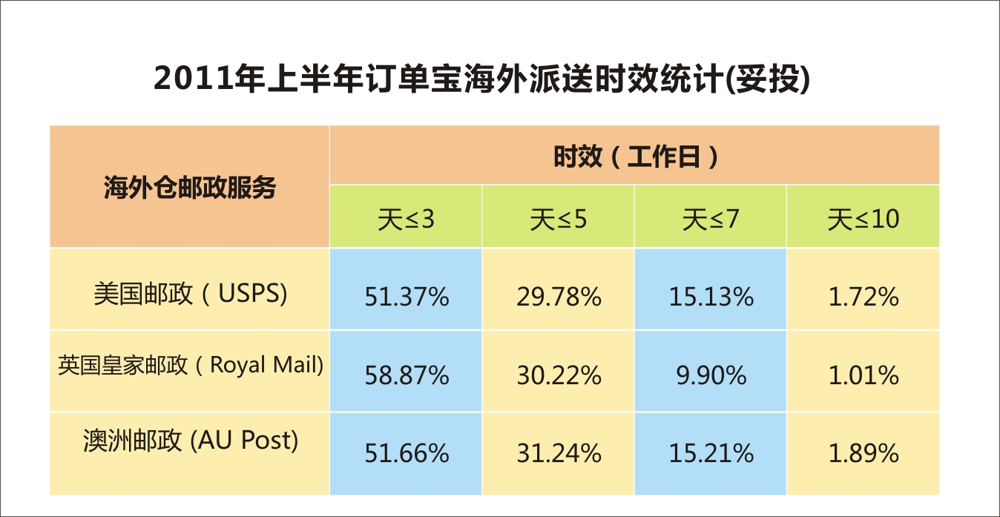 2011年上半年订单宝海外派送时效统计(妥投)
海外仓邮政服务
时效（工作日）
天≤3 天≤5 天≤7 天≤10
美国邮政（USPS) 51.37% 29.78% 15.13% 1.72%
英国皇家邮政（Royal Mail) 58.87% 30.22% 9.90% 1.01%
澳洲邮政 (AU Post) 51.66% 31.24% 15.21% 1.89%